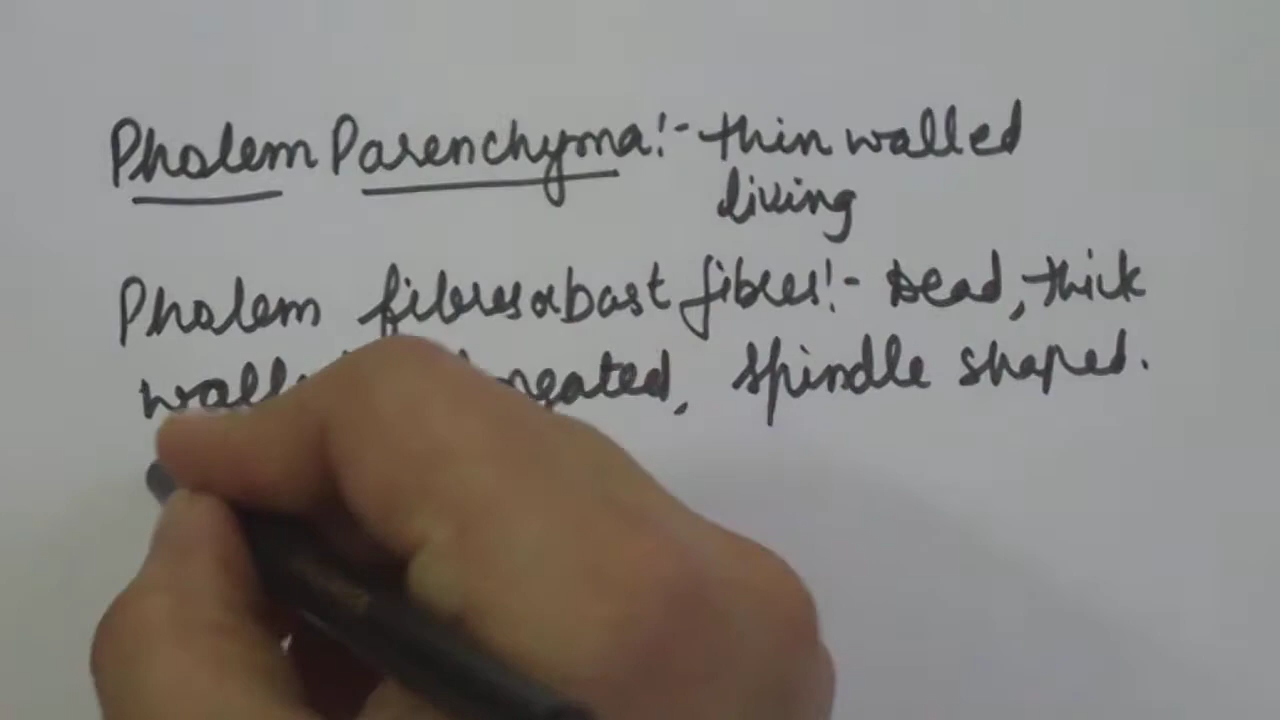 Pholem Parenchyma:- thin walled
living
Pholem fibres or bast fibres:- Dead, thick
spindle shaped.